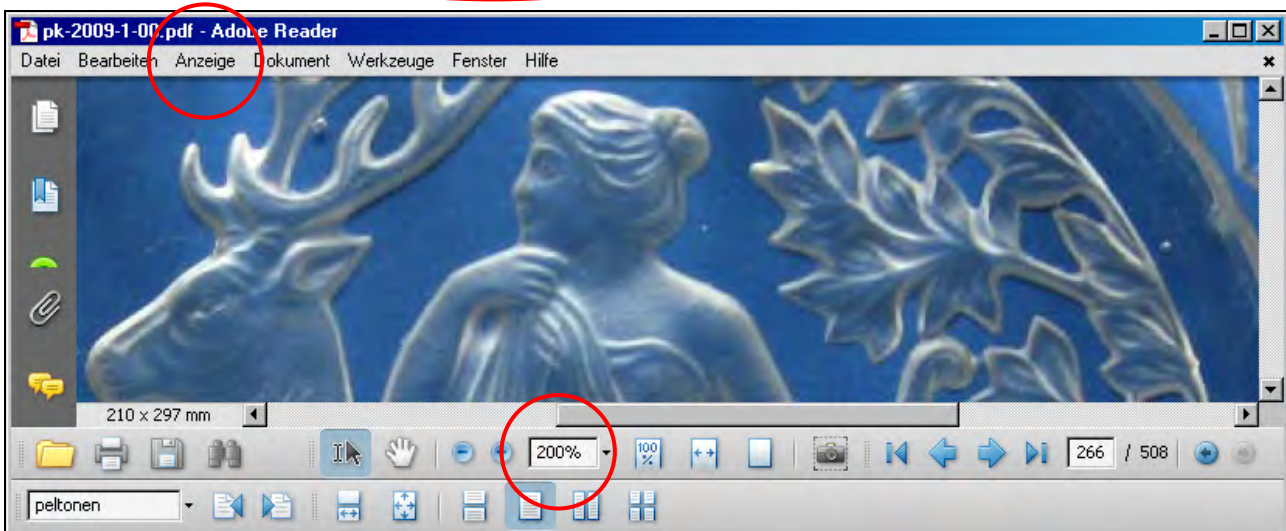 pk-2009-1-00.pdf - Adobe Reader
Datei Bearbeiten Anzeige Dokument Werkzeuge Fenster Hilfe
210 x 297 mm
200% 100 % 266 / 508
peltonen